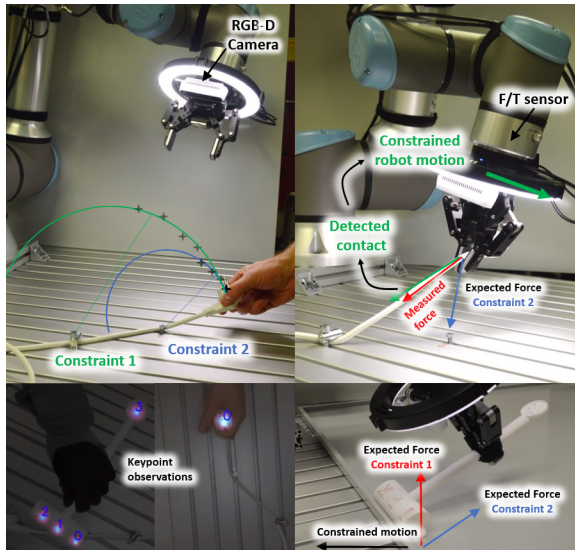 RGB-D
Camera
Constraint 1
Constraint 2
F/T sensor
Constrained
robot motion
Detected
contact
Measured
force
Expected Force
Constraint 2
3
0
Keypoint
observations
2
1
0
Expected Force
Constraint 1
Expected Force
Constraint 2
Constrained motion